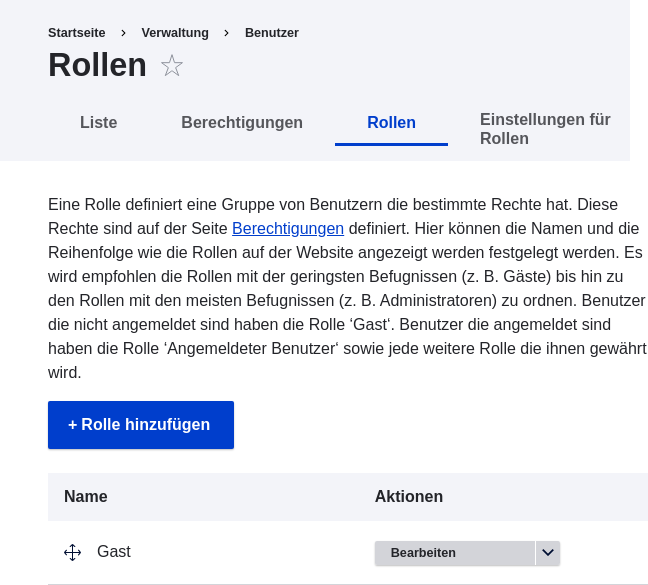 Startseite › Verwaltung › Benutzer
Rollen
Liste Berechtigungen Rollen Einstellungen für
Rollen
Eine Rolle definiert eine Gruppe von Benutzern die bestimmte Rechte hat. Diese
Rechte sind auf der Seite Berechtigungen definiert. Hier können die Namen und die
Reihenfolge wie die Rollen auf der Website angezeigt werden festgelegt werden. Es
wird empfohlen die Rollen mit der geringsten Befugnissen (z. B. Gäste) bis hin zu
den Rollen mit den meisten Befugnissen (z. B. Administratoren) zu ordnen. Benutzer
die nicht angemeldet sind haben die Rolle ‘Gast‘. Benutzer die angemeldet sind
haben die Rolle ‘Angemeldeter Benutzer‘ sowie jede weitere Rolle die ihnen gewährt
wird.
+ Rolle hinzufügen
Name Aktionen
Gast Bearbeiten